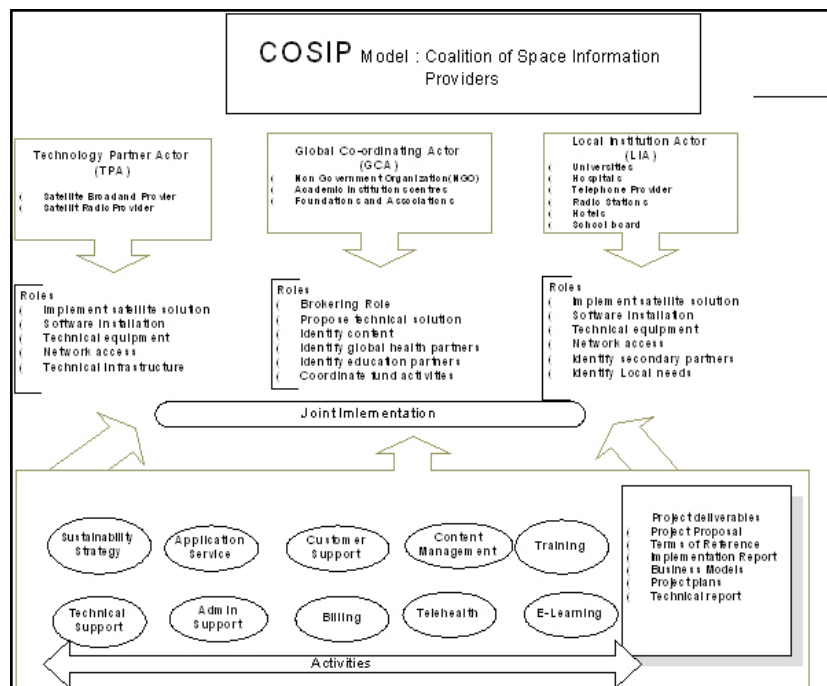 COSIP Model : Coalition of Space Information
Providers
Technology Partner Actor
(TPA)
Satellite Broadand Provier
Satellit Radio Provider
Global Co-ordinating Actor
(GCA)
Non Government Organization(NGO)
Academic Institution centres
Foundations and Associations
Local Institution Actor
(LIA)
Universities
Hospitals
Telephone Provider
Radio Stations
Hotels
School board
Roles
Implement satellite solution
Software Installation
Technical equipment
Network access
Technical Infrastructure
Roles
Brokering Role
Propose technical solution
Identify content
Identify global health partners
Identify education partners
Coordinate fund activities
Roles
Implement satellite solution
Software Installation
Technical equipment
Network access
Identify secondary partners
Identify Local needs
Joint Imlementation
Sustainability
Strategy
Application
Service
Customer
Support
Content
Management
Training
Technical
Support
Admin
Support
Billing
Telehealth
E-Learning
Project deliverables
Project Proposal
Terms of Reference
Implementation Report
Business Models
Project plans
Technical report
Activities